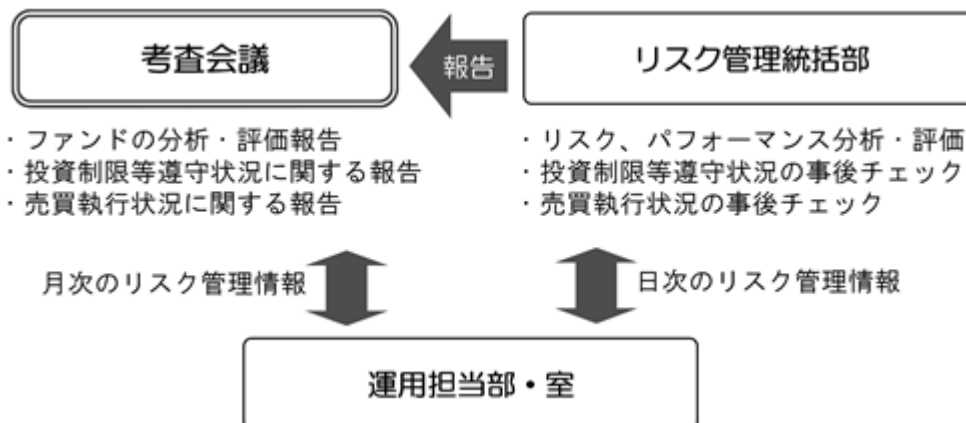 考査会議
報告
リスク管理統括部
・ファンドの分析・評価報告
・投資制限等遵守状況に関する報告
・売買執行状況に関する報告
・リスク、パフォーマンス分析・評価
・投資制限等遵守状況の事後チェック
・売買執行状況の事後チェック
月次のリスク管理情報
日次のリスク管理情報
運用担当部・室